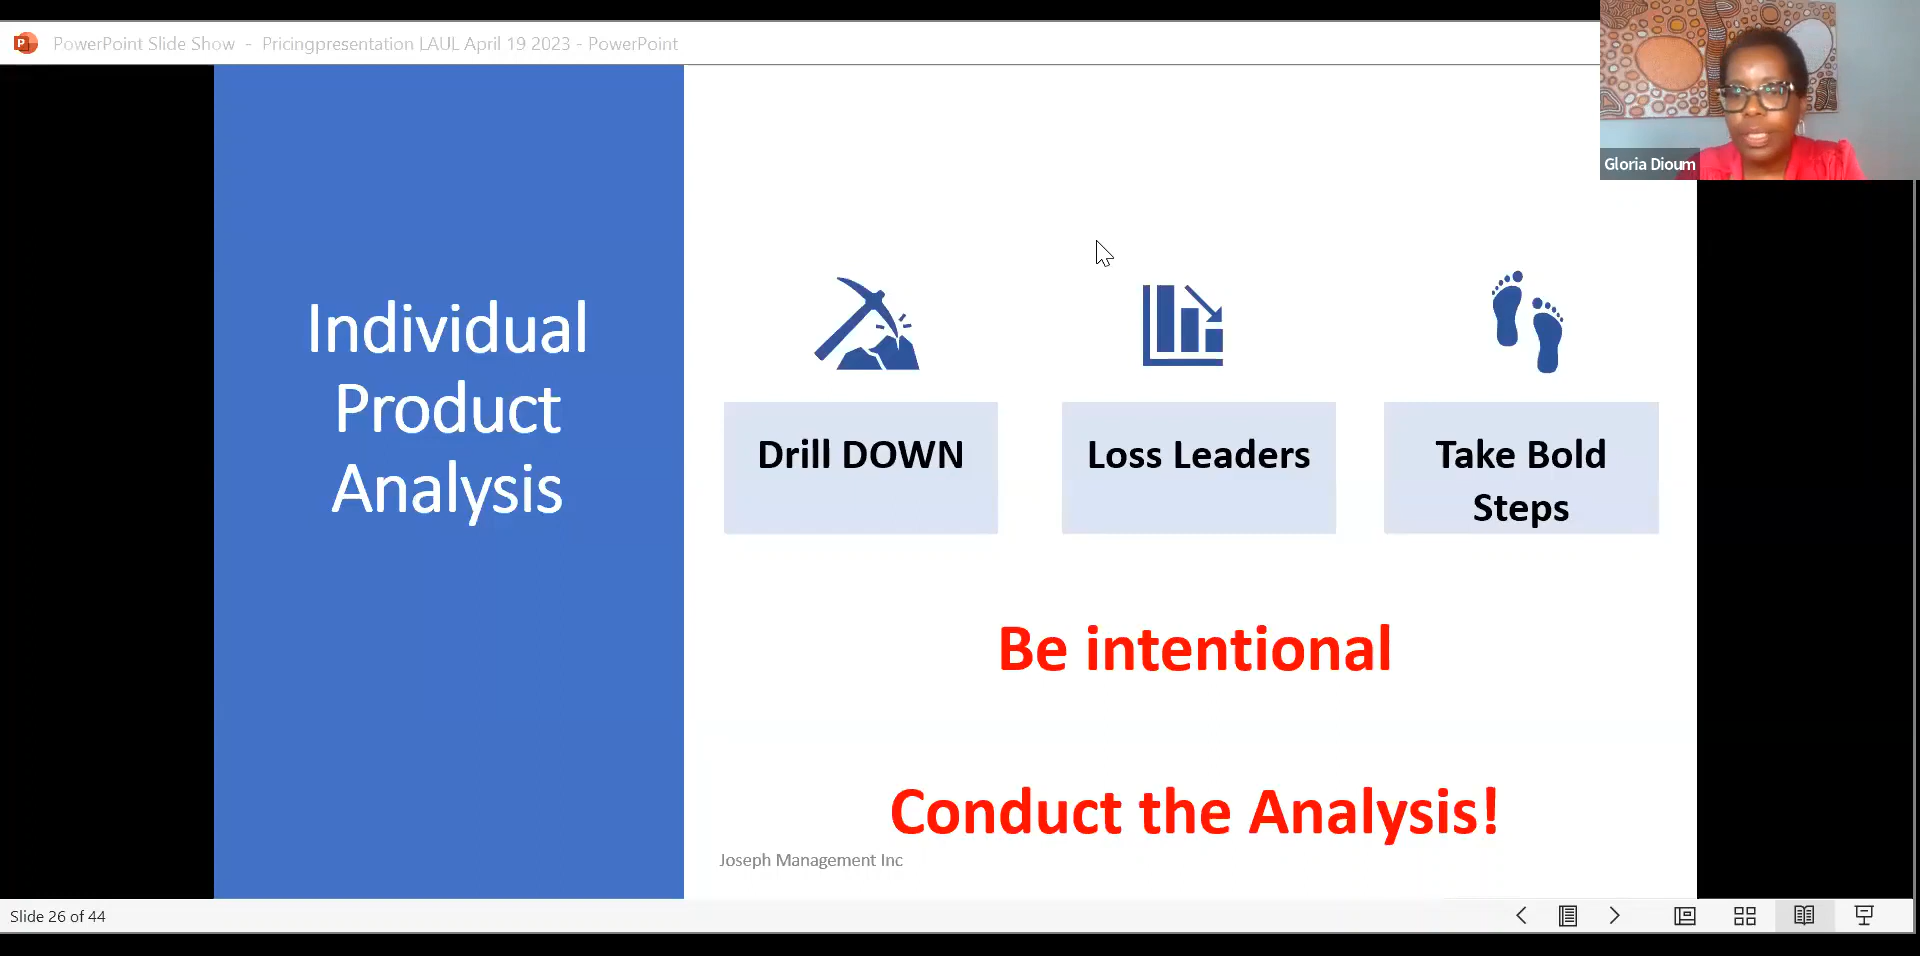 PowerPoint Slide Show - Pricingpresentation LAUL April 19 2023 - PowerPoint
Gloria Dioum
Individual
Product
Analysis
Drill DOWN
Loss Leaders
Take Bold
Steps
Be intentional
Conduct the Analysis!
Joseph Management Inc
Slide 26 of 44